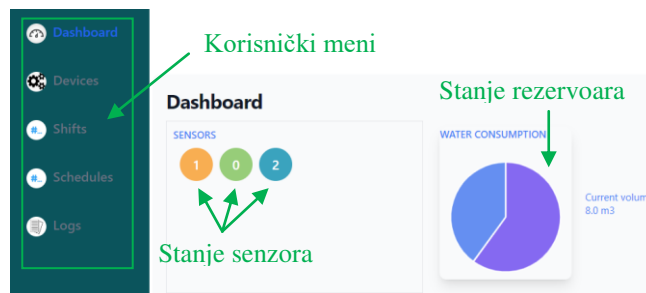 Dashboard
Korisnički meni
Devices
Stanje rezervoara
Dashboard
Shifts
SENSORS
WATER CONSUMPTION
1 0 2
Schedules
Current volum
8.0 m3
Logs
Stanje senzora